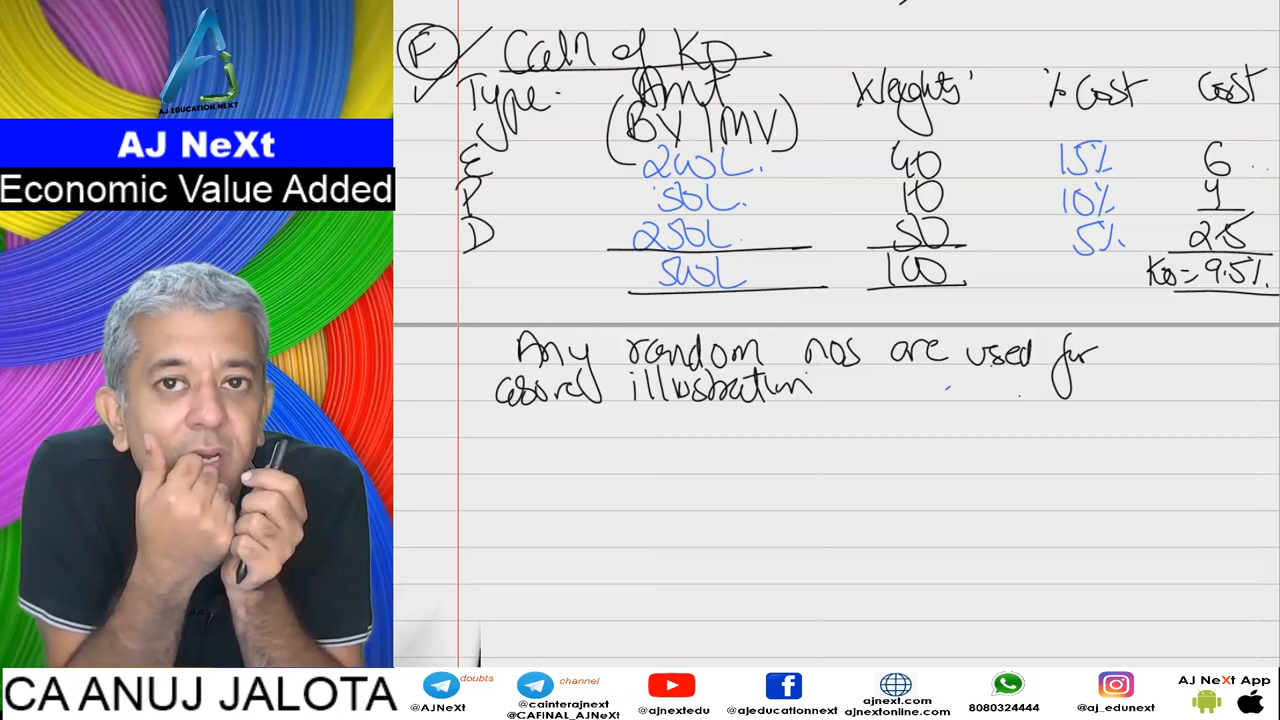 AJ EDUCATION NEXT
AJ NeXt
Economic Value Added
F Caln of KO
Type Amt Weights % Cost Cost
(BV/MV)
E 200L 40 15% 6
P 50L 10 10% 1
D 250L 50 5% 2.5
500L 100 KO = 9.5%
Any random nos are used for
above illustration
CA ANUJ JALOTA
doubts
@AJNeXt
channel
@cainterajnext
@CAFINAL_AJNeXt
@ajnextedu
@ajeducationnext
ajnext.com
ajnextonline.com
8080324444
@aj_edunext
AJ NeXt App